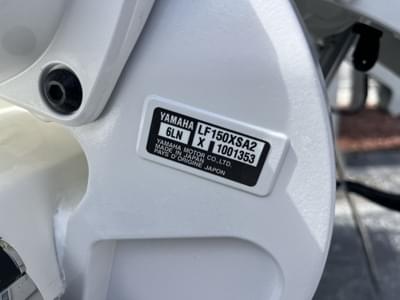 YAMAHA LF150XSA2
6LN X 1001353
YAMAHA MOTOR CO., LTD.
MADE IN JAPAN
PAYS D'ORIGINE JAPON